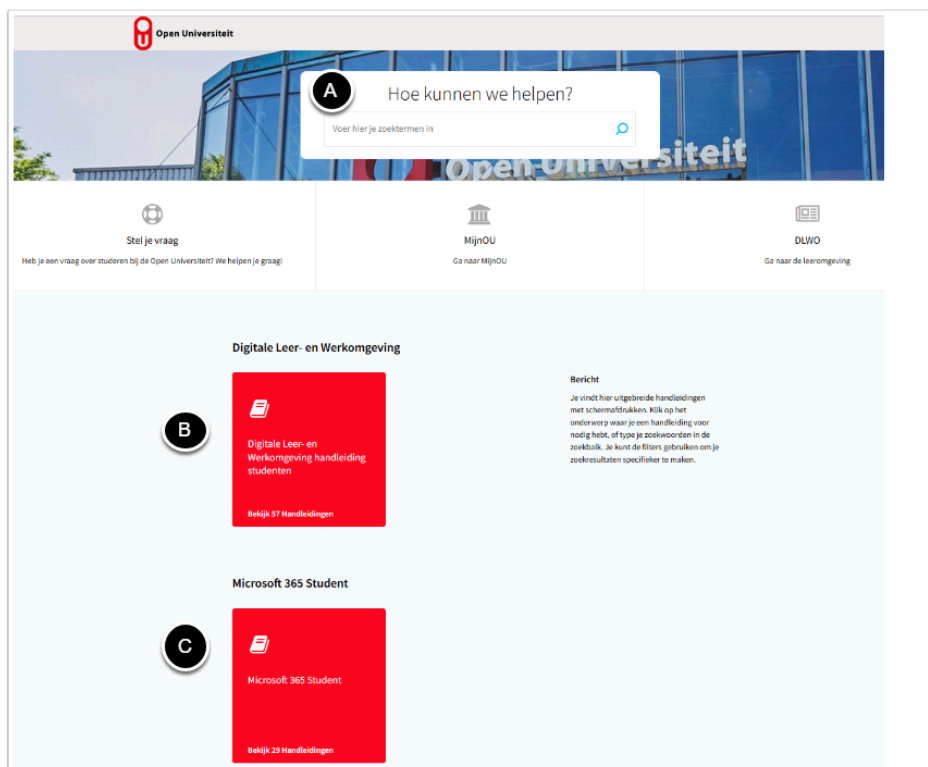 Open Universiteit
A
Hoe kunnen we helpen?
Voer hier je zoektermen in
Open Universiteit
Stel je vraag
Heb je een vraag over studeren bij de Open Universiteit? We helpen je graag!
MijnOU
Ga naar MijnOU
DLWO
Ga naar de leeromgeving
Digitale Leer- en Werkomgeving
B
Digitale Leer- en
Werkomgeving handleiding
studenten
Bekijk 57 Handleidingen
Bericht
Je vindt hier uitgebreide handleidingen
met schermafdrukken. Klik op het
onderwerp waar je een handleiding voor
nodig hebt, of type je zoekwoorden in de
zoekbalk. Je kunt de filters gebruiken om je
zoekresultaten specifieker te maken.
Microsoft 365 Student
C
Microsoft 365 Student
Bekijk 29 Handleidingen